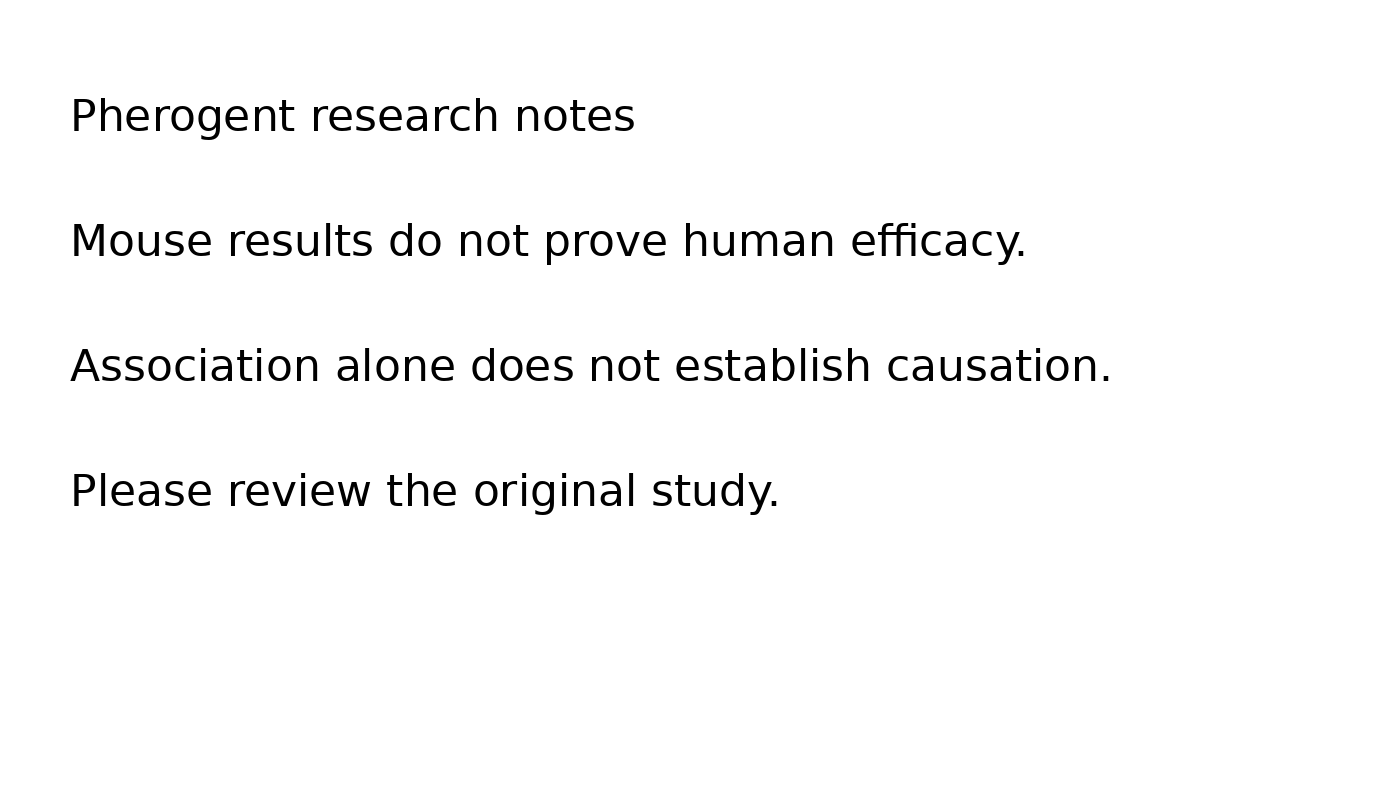 Pherogent research notes
Mouse results do not prove human efficacy.
Association alone does not establish causation.
Please review the original study.